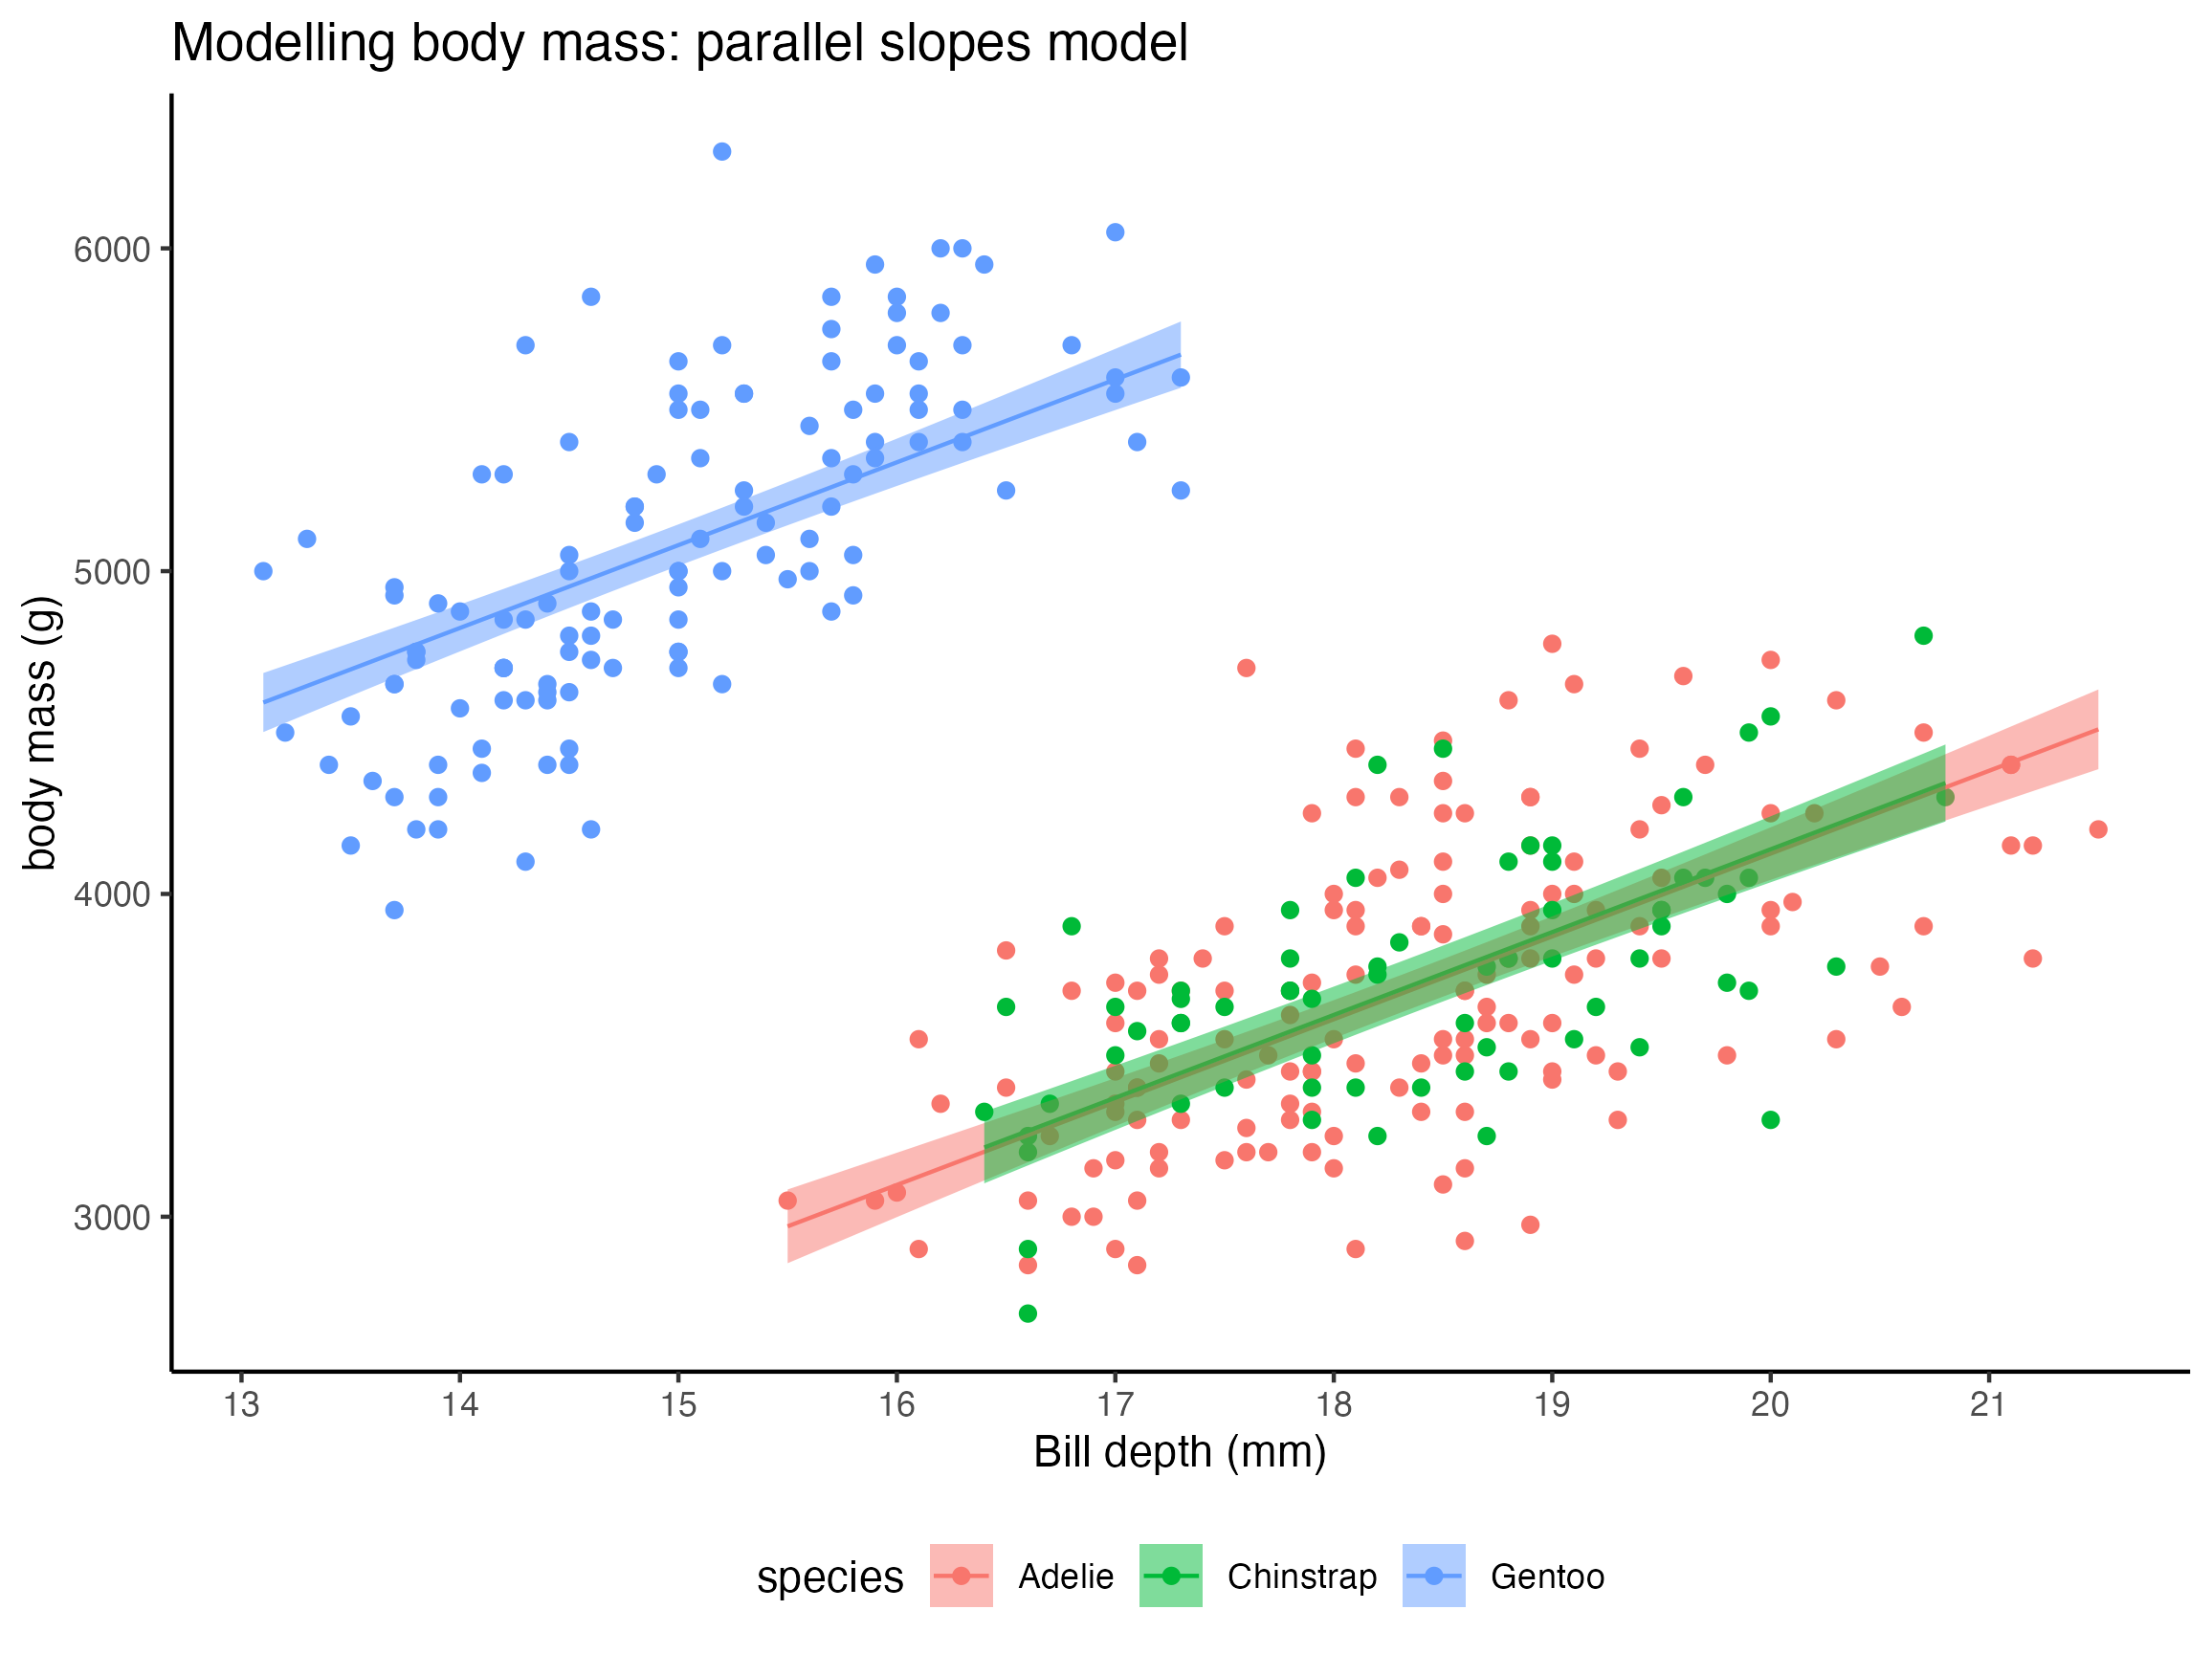 Modelling body mass: parallel slopes model
body mass (g)
6000
5000
4000
3000
13 14 15 16 17 18 19 20 21
Bill depth (mm)
species Adelie Chinstrap Gentoo